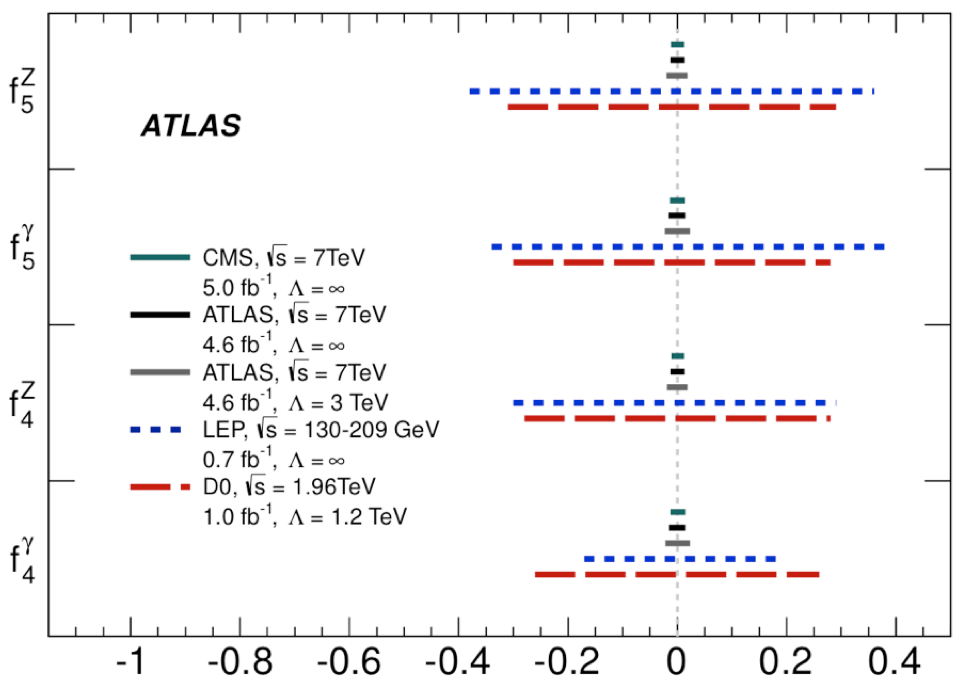 f₅ᶻ
ATLAS
f₅ᵞ
CMS, √s = 7TeV
5.0 fb⁻¹, Λ = ∞
ATLAS, √s = 7TeV
4.6 fb⁻¹, Λ = ∞
ATLAS, √s = 7TeV
4.6 fb⁻¹, Λ = 3 TeV
f₄ᶻ
LEP, √s = 130-209 GeV
0.7 fb⁻¹, Λ = ∞
D0, √s = 1.96TeV
1.0 fb⁻¹, Λ = 1.2 TeV
f₄ᵞ
-1 -0.8 -0.6 -0.4 -0.2 0 0.2 0.4